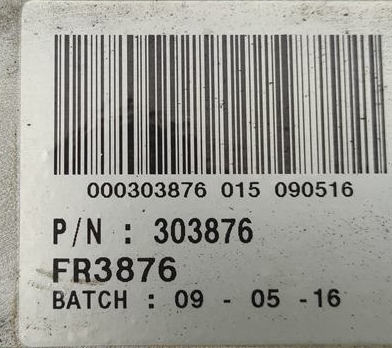 000303876 015 090516
P/N : 303876
FR3876
BATCH : 09 - 05 -16